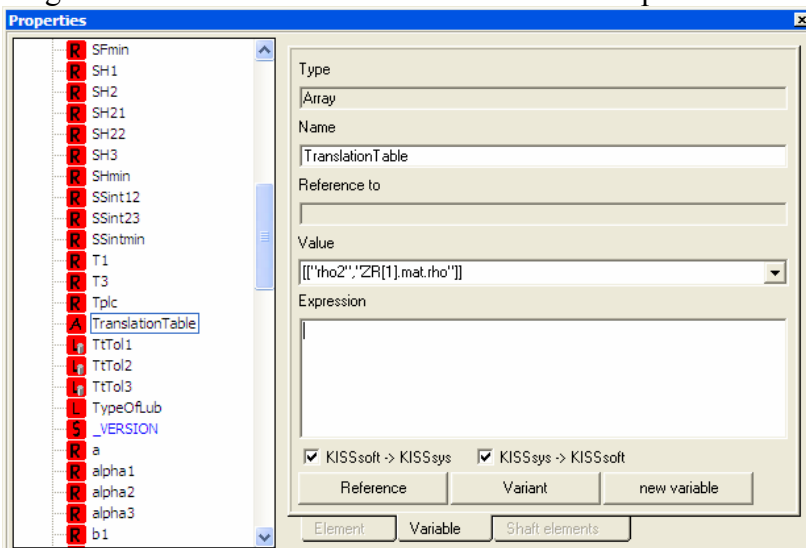 Properties
SFmin
SH1
SH2
SH21
SH22
SH3
SHmin
SSint12
SSint23
SSintmin
T1
T3
Tplc
TranslationTable
TtTol1
TtTol2
TtTol3
TypeOfLub
_VERSION
a
alpha1
alpha2
alpha3
b1
Type
Array
Name
TranslationTable
Reference to
Value
[["rho2","ZR[1].mat.rho"]]
Expression
KISSsoft -> KISSsys KISSsys -> KISSsoft
Reference Variant new variable
Element Variable Shaft elements